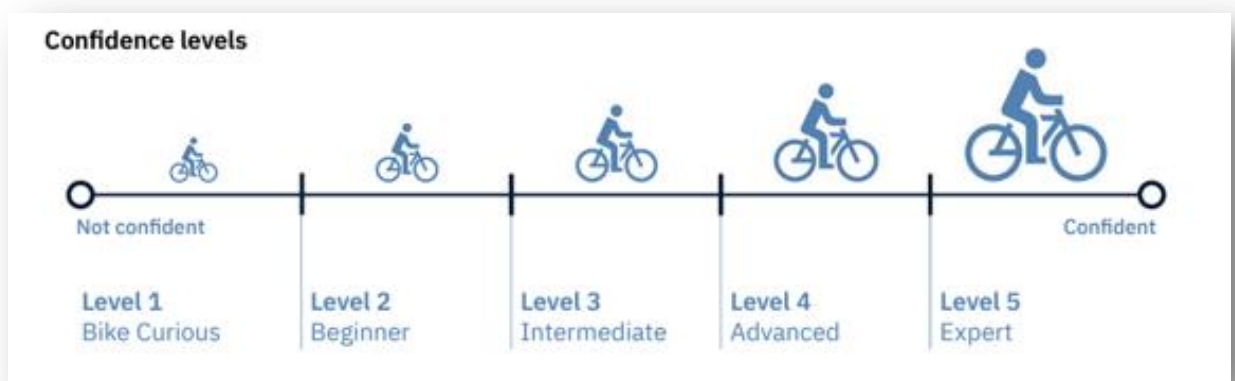 Confidence levels
Not confident
Confident
Level 1
Bike Curious
Level 2
Beginner
Level 3
Intermediate
Level 4
Advanced
Level 5
Expert